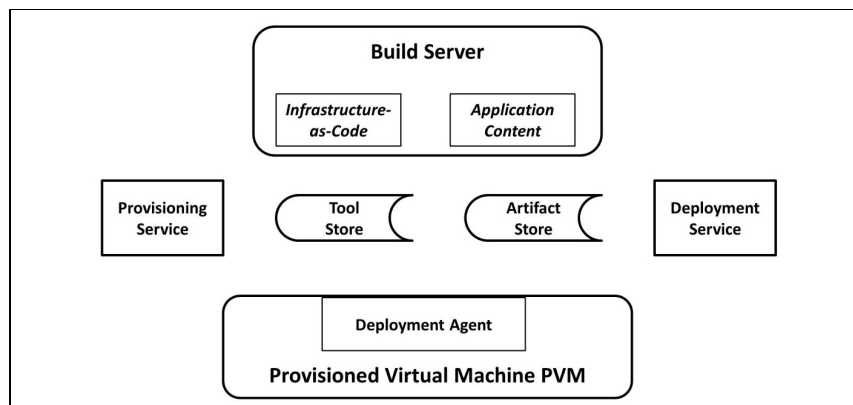 Build Server
Infrastructure-
as-Code
Application
Content
Provisioning
Service
Tool
Store
Artifact
Store
Deployment
Service
Deployment Agent
Provisioned Virtual Machine PVM